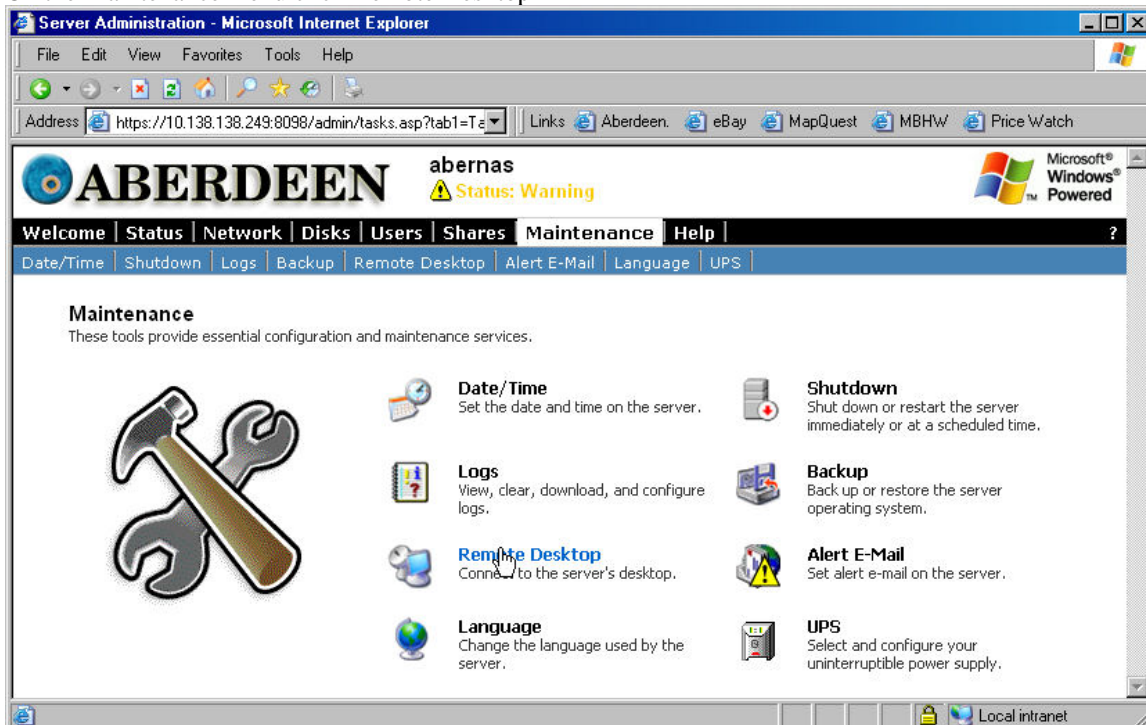 Server Administration - Microsoft Internet Explorer
File Edit View Favorites Tools Help
Address https://10.138.138.249:8098/admin/tasks.asp?tab1=Ta Links Aberdeen. eBay MapQuest MBHW Price Watch
ABERDEEN
abernas
Status: Warning
Microsoft®
Windows®
Powered
TM
Welcome | Status | Network | Disks | Users | Shares | Maintenance | Help | ?
Date/Time | Shutdown | Logs | Backup | Remote Desktop | Alert E-Mail | Language | UPS |
Maintenance
These tools provide essential configuration and maintenance services.
Date/Time
Set the date and time on the server.
Shutdown
Shut down or restart the server
immediately or at a scheduled time.
Logs
View, clear, download, and configure
logs.
Backup
Back up or restore the server
operating system.
Remote Desktop
Connect to the server's desktop.
Alert E-Mail
Set alert e-mail on the server.
Language
Change the language used by the
server.
UPS
Select and configure your
uninterruptible power supply.
Local intranet